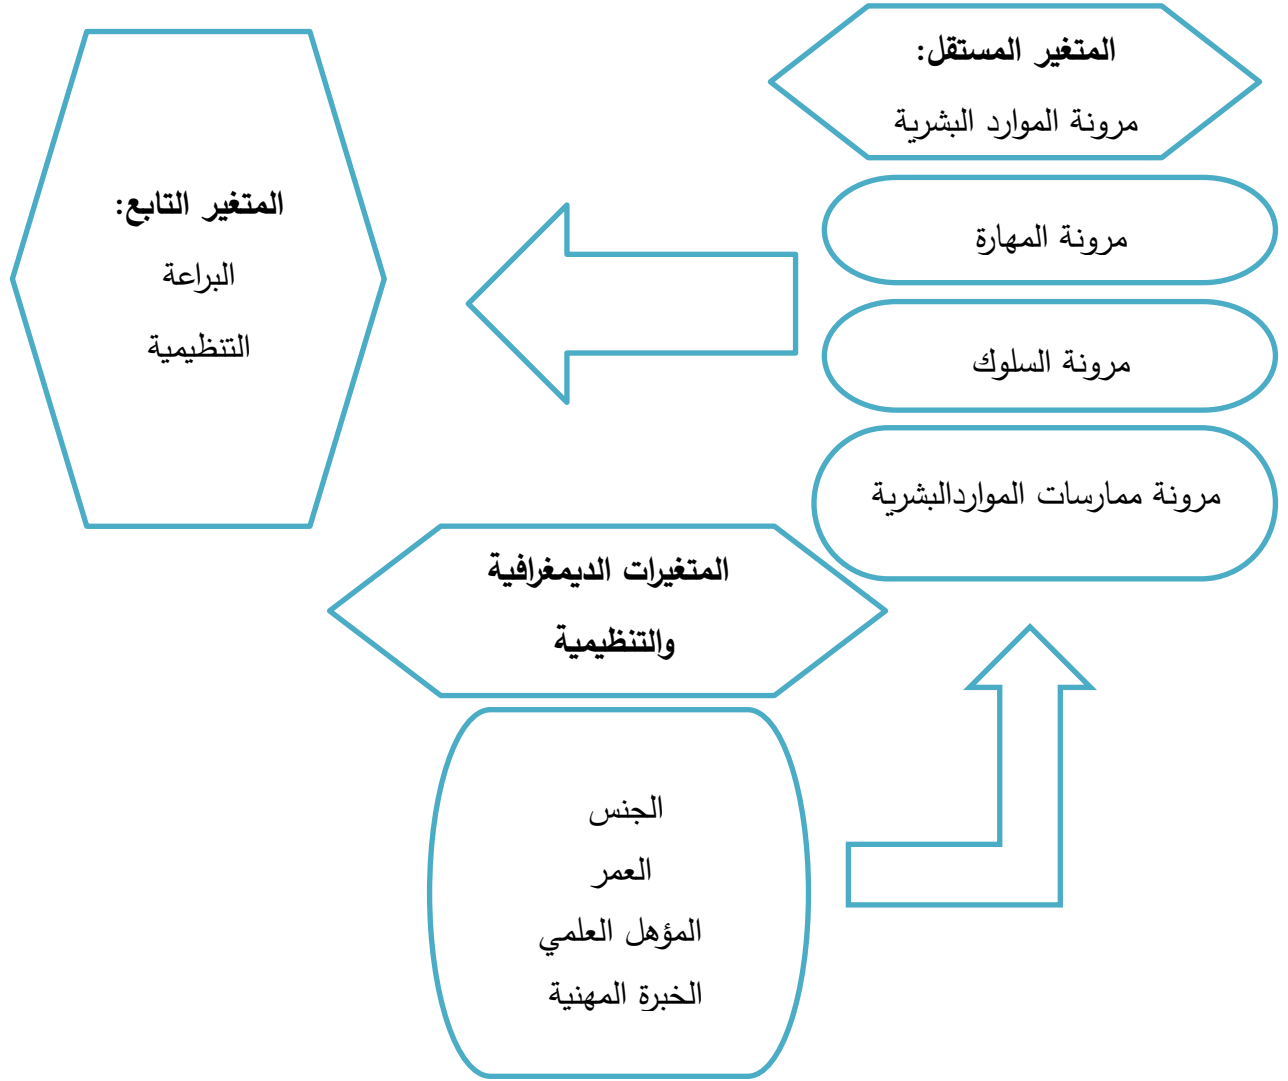 المتغير المستقل:
مرونة الموارد البشرية
مرونة المهارة
مرونة السلوك
مرونة ممارسات المواردالبشرية
المتغير التابع:
البراعة
التنظيمية
المتغيرات الديمغرافية
والتنظيمية
الجنس
العمر
المؤهل العلمي
الخبرة المهنية